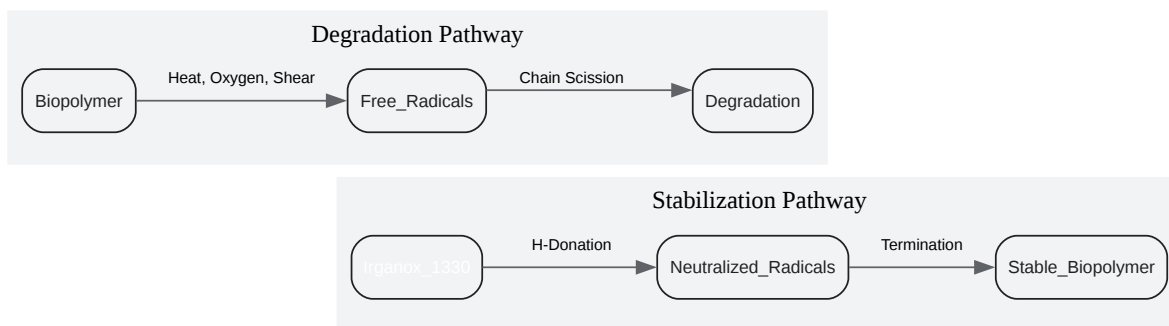 Degradation Pathway
Heat, Oxygen, Shear
Chain Scission
Biopolymer
Free_Radicals
Degradation
Stabilization Pathway
H-Donation
Termination
Irganox_1330
Neutralized_Radicals
Stable_Biopolymer